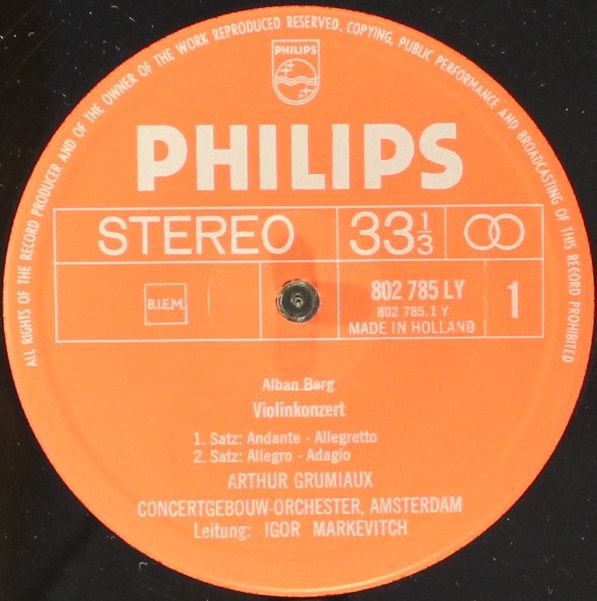 ALL RIGHTS OF THE RECORD PRODUCER AND OF THE OWNER OF THE WORK REPRODUCED RESERVED. COPYING, PUBLIC PERFORMANCE AND BROADCASTING OF THIS RECORD PROHIBITED
PHILIPS
PHILIPS
STEREO 33 1/3
B.I.E.M. 802 785 LY 1
802 785.1 Y
MADE IN HOLLAND
Alban Berg
Violinkonzert
1. Satz: Andante - Allegretto
2. Satz: Allegro - Adagio
ARTHUR GRUMIAUX
CONCERTGEBOUW-ORCHESTER, AMSTERDAM
Leitung: IGOR MARKEVITCH